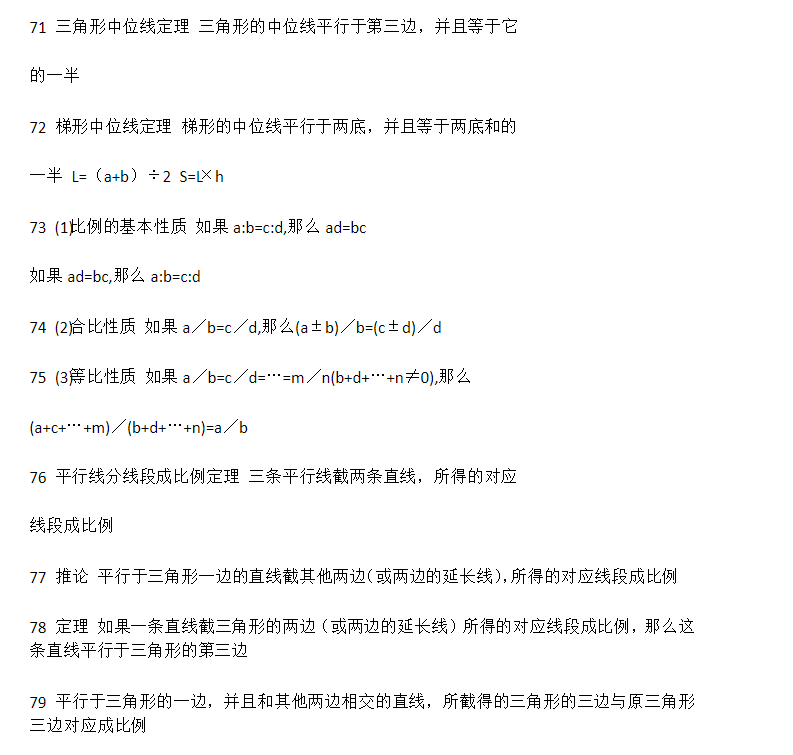 71 三角形中位线定理 三角形的中位线平行于第三边，并且等于它
的一半
72 梯形中位线定理 梯形的中位线平行于两底，并且等于两底和的
一半 L=（a+b）÷2 S=L×h
73 (1)比例的基本性质 如果a:b=c:d,那么ad=bc
如果ad=bc,那么a:b=c:d
74 (2)合比性质 如果a／b=c／d,那么(a±b)／b=(c±d)／d
75 (3)等比性质 如果a／b=c／d=…=m／n(b+d+…+n≠0),那么
(a+c+…+m)／(b+d+…+n)=a／b
76 平行线分线段成比例定理 三条平行线截两条直线，所得的对应
线段成比例
77 推论 平行于三角形一边的直线截其他两边（或两边的延长线），所得的对应线段成比例
78 定理 如果一条直线截三角形的两边（或两边的延长线）所得的对应线段成比例，那么这
条直线平行于三角形的第三边
79 平行于三角形的一边，并且和其他两边相交的直线，所截得的三角形的三边与原三角形
三边对应成比例